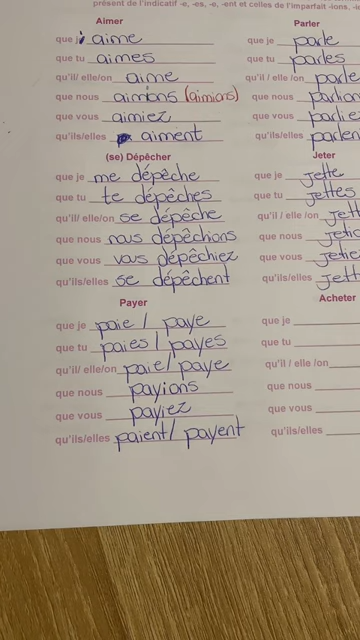 présent de l'indicatif -e, -es, -e, -ent et celles de l'imparfait -ions,
Aimer
que j' aime
que tu aimes
qu'il/ elle/on aime
que nous aimions (aimions)
que vous aimiez
qu'ils/elles aiment
(se) Dépêcher
que je me dépêche
que tu te dépêches
qu'il/ elle/on se dépêche
que nous nous dépêchions
que vous vous dépêchiez
qu'ils/elles se dépêchent
Payer
que je paie / paye
que tu paies / payes
qu'il/ elle/on paie/ paye
que nous payions
que vous payiez
qu'ils/elles paient/ payent
Parler
que je parle
que tu parles
qu'il / elle /on parle
que nous parlion
que vous parlie
qu'ils/elles parlen
Jeter
que je jette
que tu jettes
qu'il / elle /on jett
que nous jetio
que vous jetie
qu'ils/elles jett
Acheter
que je
que tu
qu'il / elle /on
que nous
que vous
qu'ils/elles